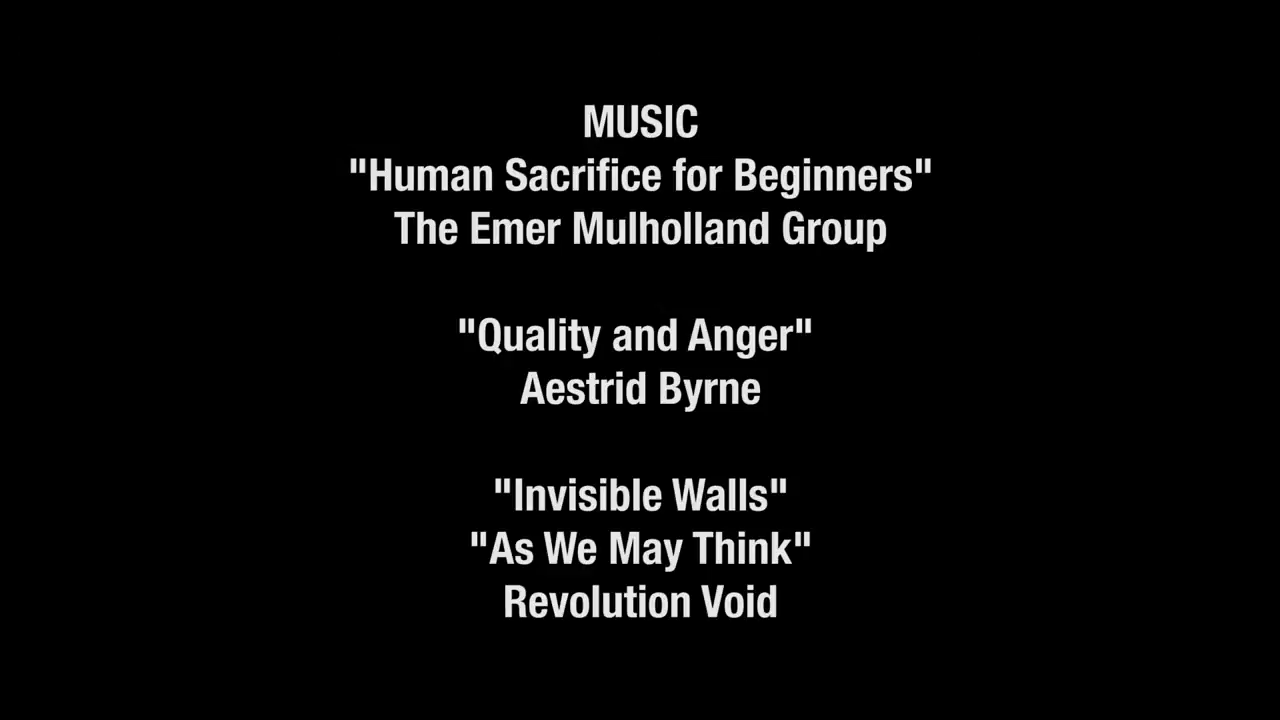 MUSIC
"Human Sacrifice for Beginners"
The Emer Mulholland Group
"Quality and Anger"
Aestrid Byrne
"Invisible Walls"
"As We May Think"
Revolution Void